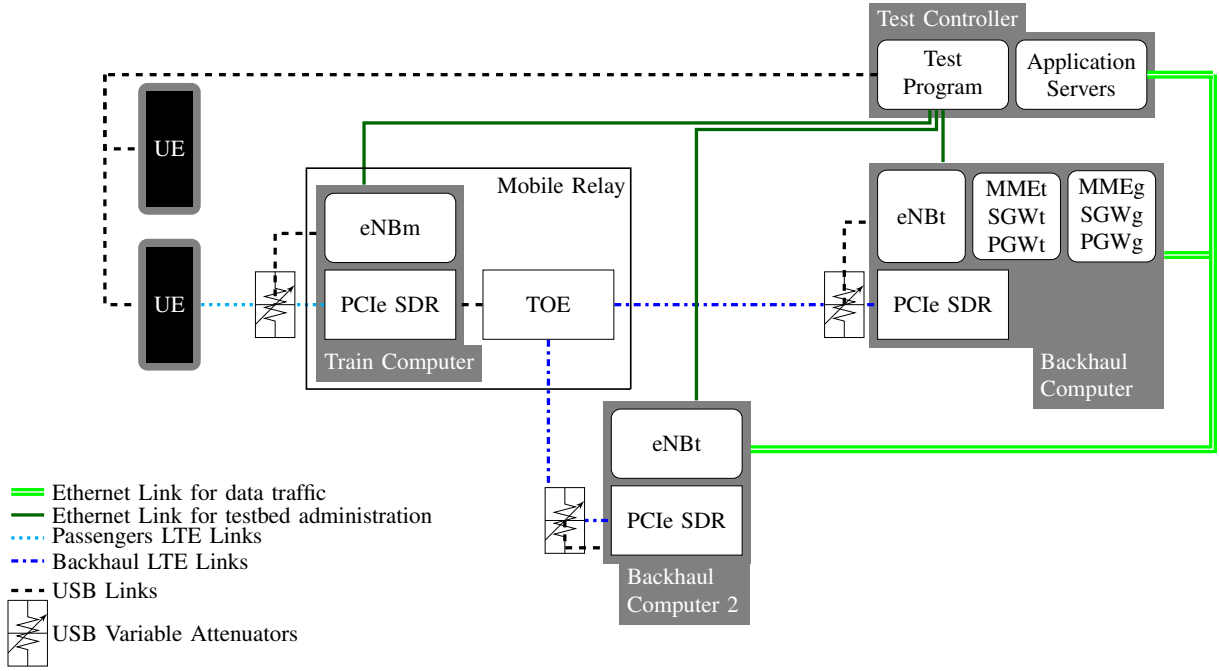 Test Controller
Test
Program
Application
Servers
UE
Mobile Relay
eNBm
eNBt
MMEt
SGWt
PGWt
MMEg
SGWg
PGWg
UE
PCIe SDR
TOE
PCIe SDR
Train Computer
Backhaul
Computer
eNBt
PCIe SDR
Backhaul
Computer 2
Ethernet Link for data traffic
Ethernet Link for testbed administration
Passengers LTE Links
Backhaul LTE Links
USB Links
USB Variable Attenuators